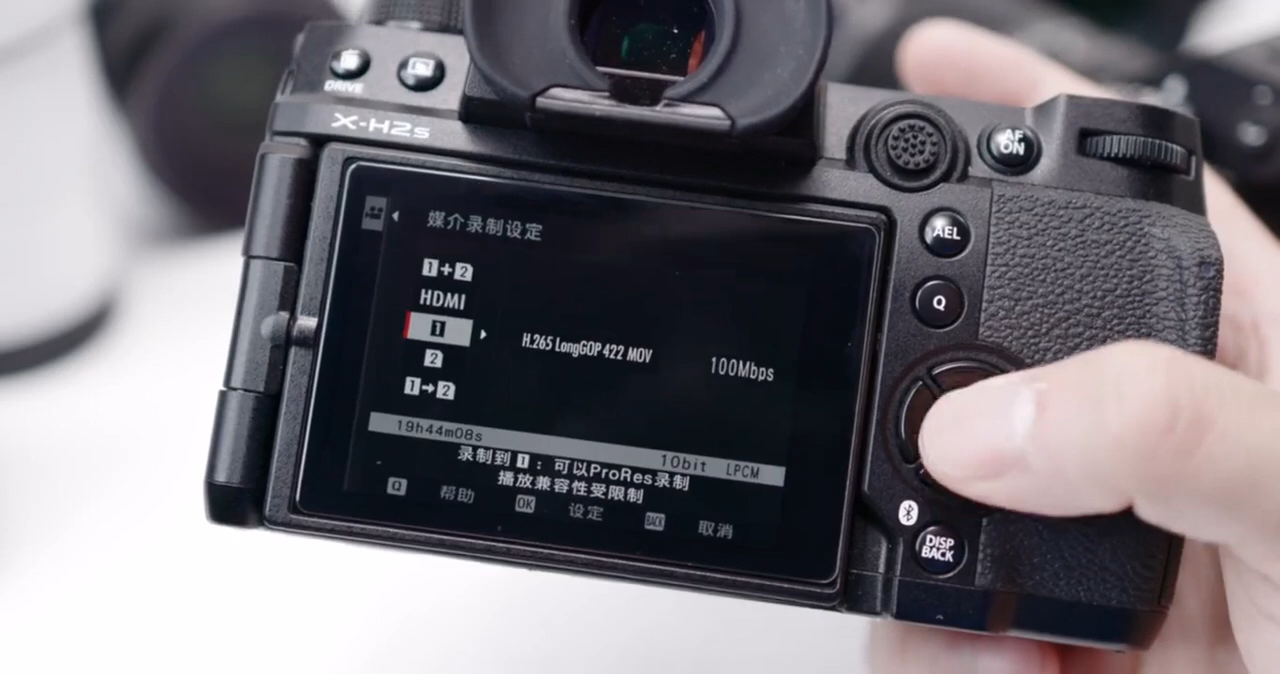 DRIVE
X-H2S
AF ON
AEL
Q
媒介录制设定
1+2
HDMI
1
H.265 LongGOP 422 MOV 100Mbps
2
1→2
19h44m08s 10bit LPCM
录制到1：可以ProRes录制
播放兼容性受限制
Q 帮助 OK 设定 BACK 取消
DISP BACK